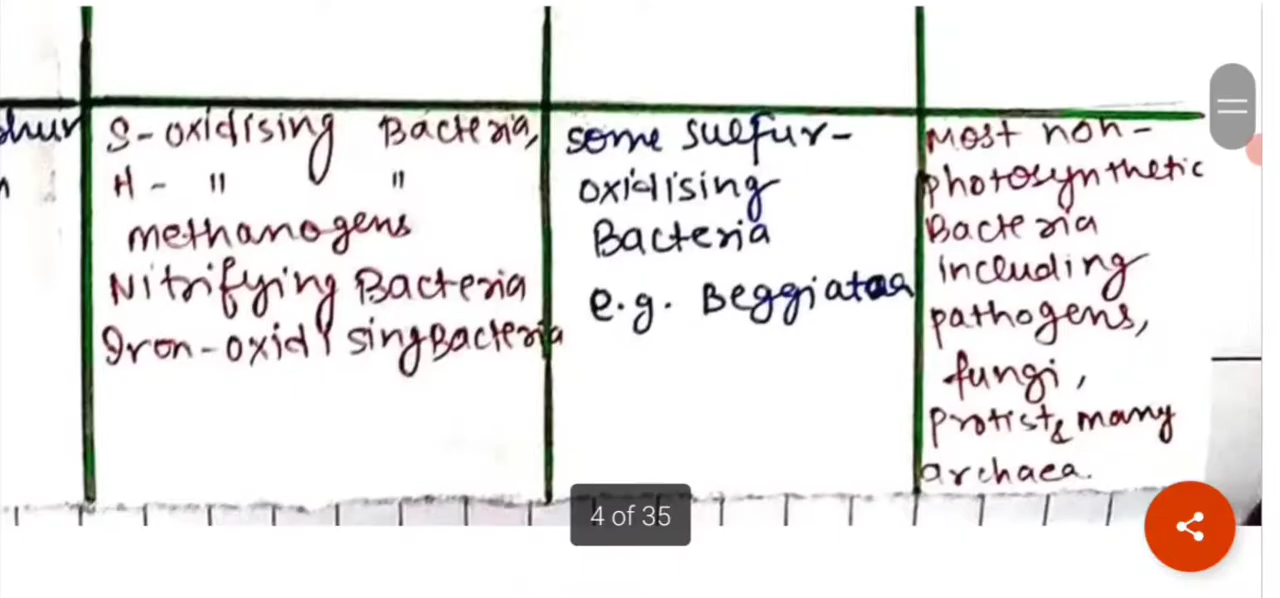 S-oxidising Bacteria,
H- " "
methanogens
Nitrifying Bacteria
Iron-oxidising Bacteria
some sulfur-
oxidising
Bacteria
e.g. Beggiatoa
Most non-
photosynthetic
Bacteria
including
pathogens,
fungi,
protist & many
archaea.
4 of 35